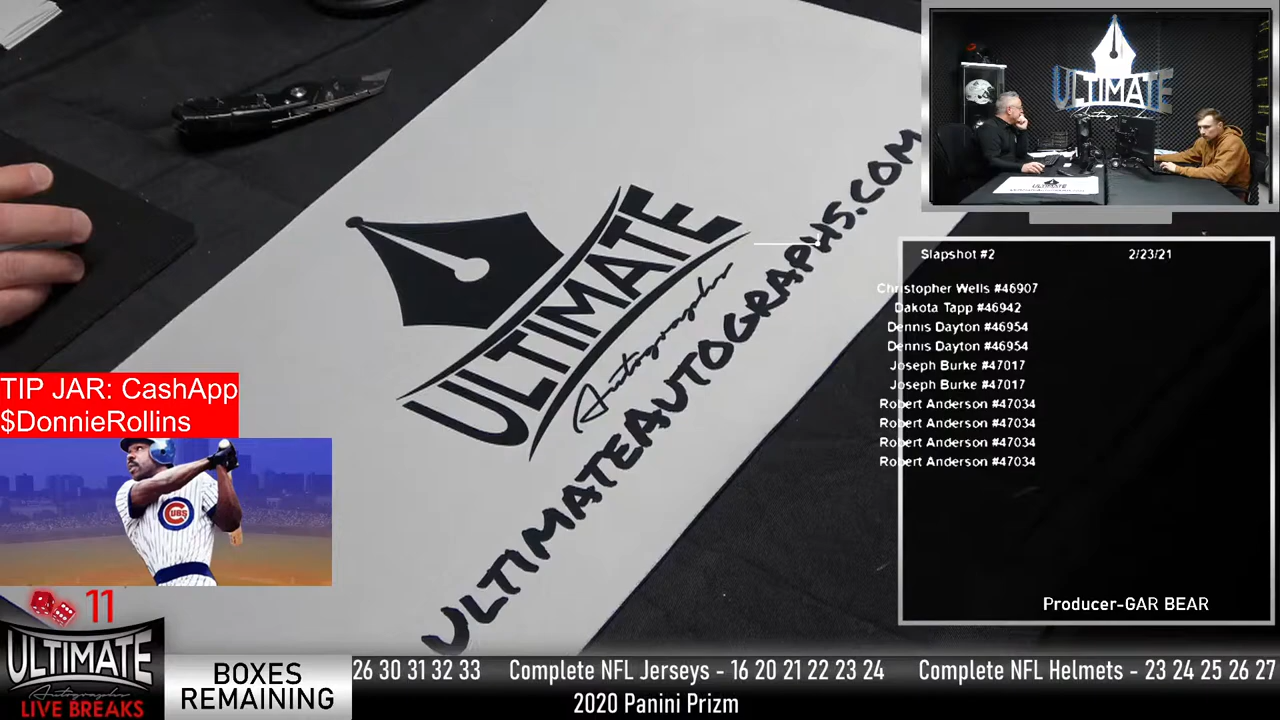 ULTIMATE
Autographs
ULTIMATEAUTOGRAPHS.COM
ULTIMATE
Autographs
Slapshot #2 2/23/21
Christopher Wells #46907
Dakota Tapp #46942
Dennis Dayton #46954
Dennis Dayton #46954
Joseph Burke #47017
Joseph Burke #47017
Robert Anderson #47034
Robert Anderson #47034
Robert Anderson #47034
Robert Anderson #47034
Producer-GAR BEAR
TIP JAR: CashApp
$DonnieRollins
CUBS
11
ULTIMATE
Autographs
LIVE BREAKS
BOXES
REMAINING
26 30 31 32 33 Complete NFL Jerseys - 16 20 21 22 23 24 Complete NFL Helmets - 23 24 25 26 27
2020 Panini Prizm